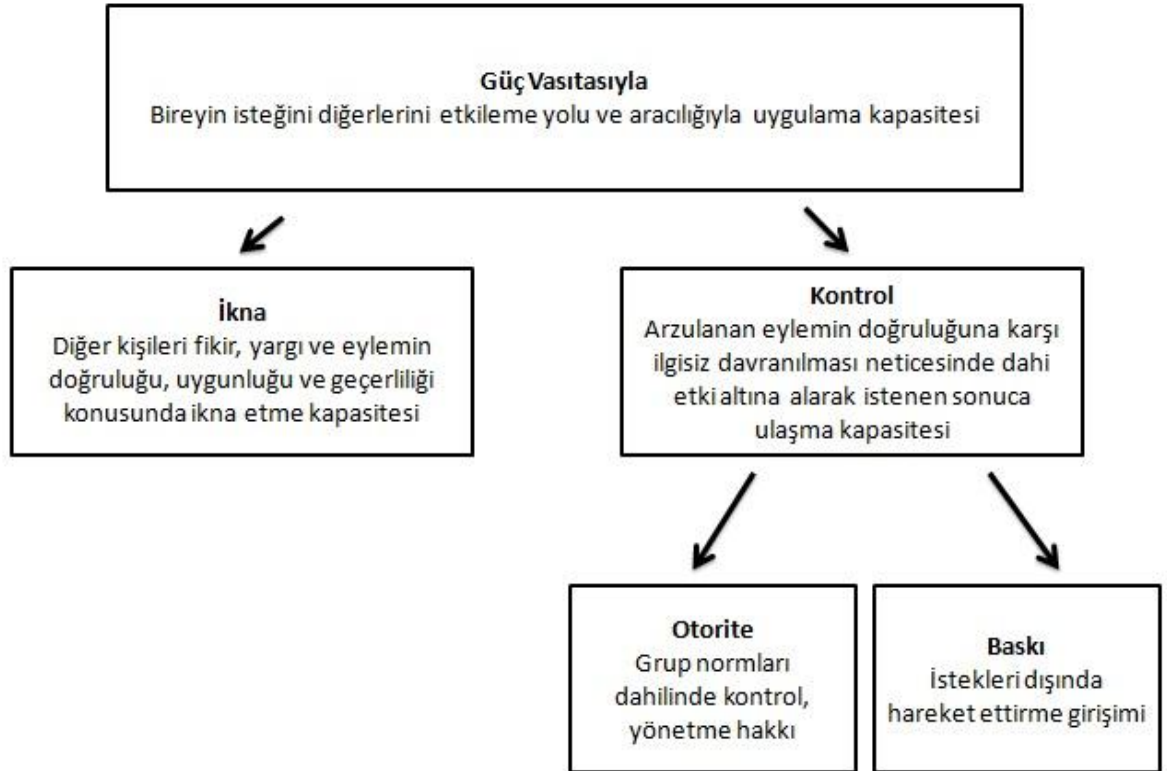 Güç Vasıtasıyla
Bireyin isteğini diğerlerini etkileme yolu ve aracılığıyla uygulama kapasitesi
İkna
Diğer kişileri fikir, yargı ve eylemin
doğruluğu, uygunluğu ve geçerliliği
konusunda ikna etme kapasitesi
Kontrol
Arzulanan eylemin doğruluğuna karşı
ilgisiz davranılması neticesinde dahi
etki altına alarak istenen sonuca
ulaşma kapasitesi
Otorite
Grup normları
dahilinde kontrol,
yönetme hakkı
Baskı
İstekleri dışında
hareket ettirme girişimi